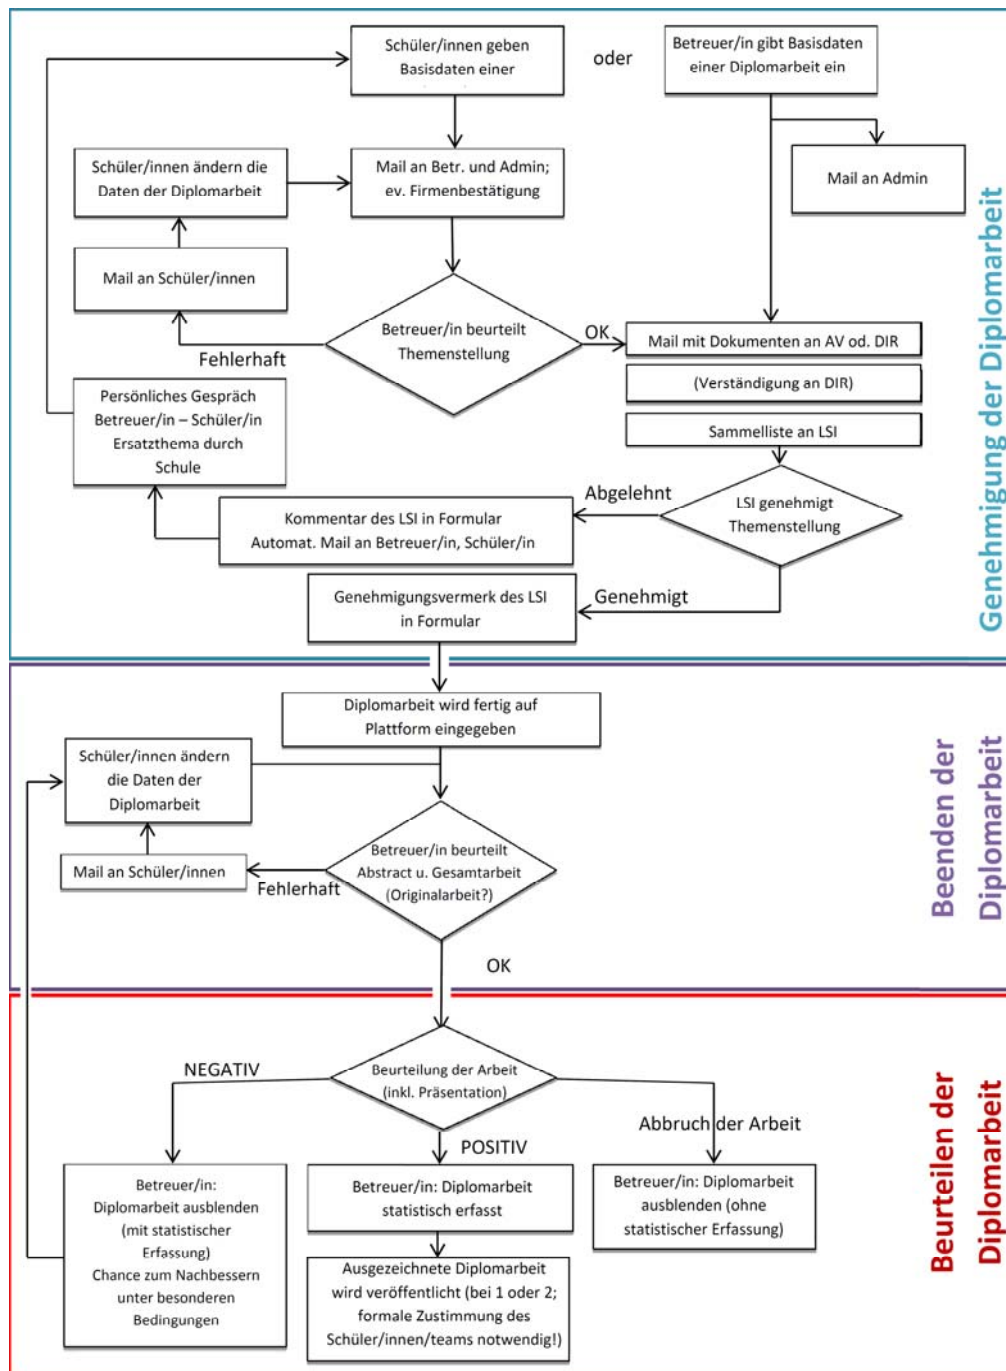 Schüler/innen geben
Basisdaten einer
oder
Betreuer/in gibt Basisdaten
einer Diplomarbeit ein
Schüler/innen ändern die
Daten der Diplomarbeit
Mail an Betr. und Admin;
ev. Firmenbestätigung
Mail an Admin
Mail an Schüler/innen
Betreuer/in beurteilt
Themenstellung
Fehlerhaft
OK
Mail mit Dokumenten an AV od. DIR
(Verständigung an DIR)
Sammelliste an LSI
Persönliches Gespräch
Betreuer/in – Schüler/in
Ersatzthema durch
Schule
Abgelehnt
LSI genehmigt
Themenstellung
Kommentar des LSI in Formular
Automat. Mail an Betreuer/in, Schüler/in
Genehmigt
Genehmigungsvermerk des LSI
in Formular
Genehmigung der Diplomarbeit
Diplomarbeit wird fertig auf
Plattform eingegeben
Schüler/innen ändern
die Daten der
Diplomarbeit
Betreuer/in beurteilt
Abstract u. Gesamtarbeit
(Originalarbeit?)
Mail an Schüler/innen
Fehlerhaft
OK
Beenden der
Diplomarbeit
Beurteilung der Arbeit
(inkl. Präsentation)
NEGATIV
POSITIV
Abbruch der Arbeit
Betreuer/in:
Diplomarbeit ausblenden
(mit statistischer
Erfassung)
Chance zum Nachbessern
unter besonderen
Bedingungen
Betreuer/in: Diplomarbeit
statistisch erfasst
Betreuer/in: Diplomarbeit
ausblenden (ohne
statistischer Erfassung)
Ausgezeichnete Diplomarbeit
wird veröffentlicht (bei 1 oder 2;
formale Zustimmung des
Schüler/innen/teams notwendig!)
Beurteilen der
Diplomarbeit